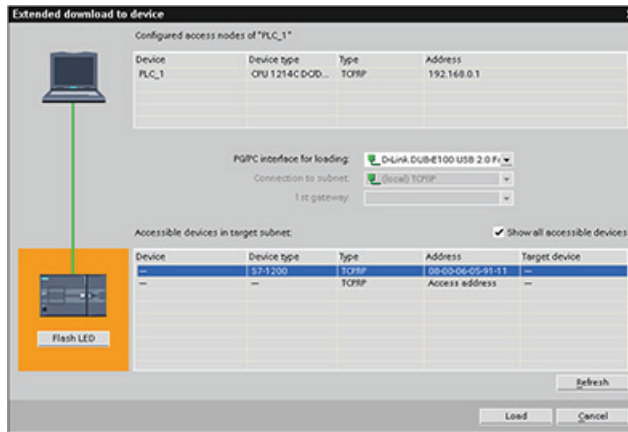 Extended download to device
Configured access nodes of "PLC_1"
Device Device type Type Address
PLC_1 CPU 1214C DC/D... TCP/IP 192.168.0.1
PG/PC interface for loading: D-Link DUB-E100 USB 2.0 Fa
Connection to subnet: (local) TCP/IP
1st gateway:
Accessible devices in target subnet: Show all accessible devices
Device Device type Type Address Target device
— S7-1200 TCP/IP 08-00-06-05-91-11 —
— — TCP/IP Access address —
Flash LED
Refresh
Load Cancel